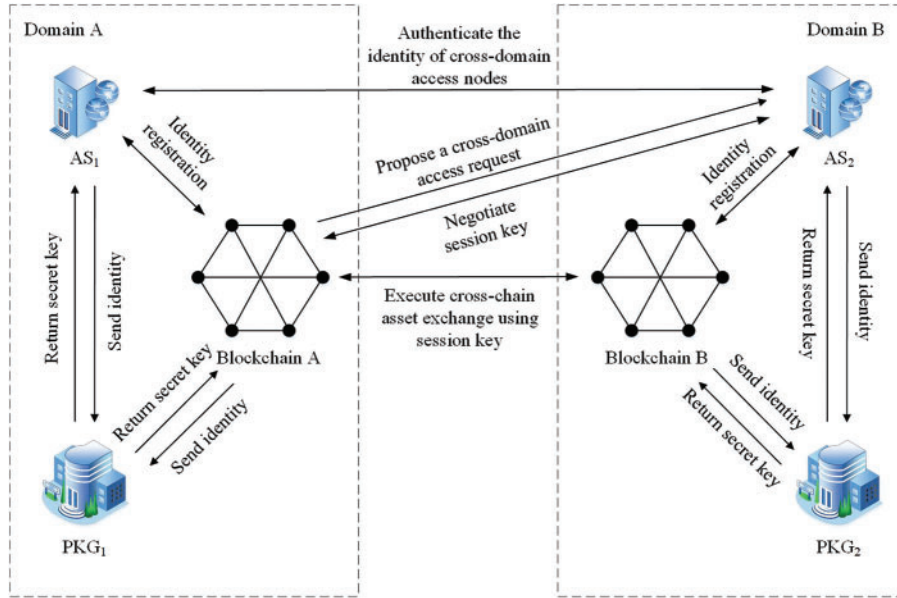 Domain A
Authenticate the
identity of cross-domain
access nodes
Domain B
AS1
Identity
registration
Propose a cross-domain
access request
Negotiate
session key
Identity
registration
AS2
Return secret key
Send identity
Execute cross-chain
asset exchange using
session key
Return secret key
Send identity
Blockchain A
Blockchain B
Return secret key
Send identity
Send identity
Return secret key
PKG1
PKG2